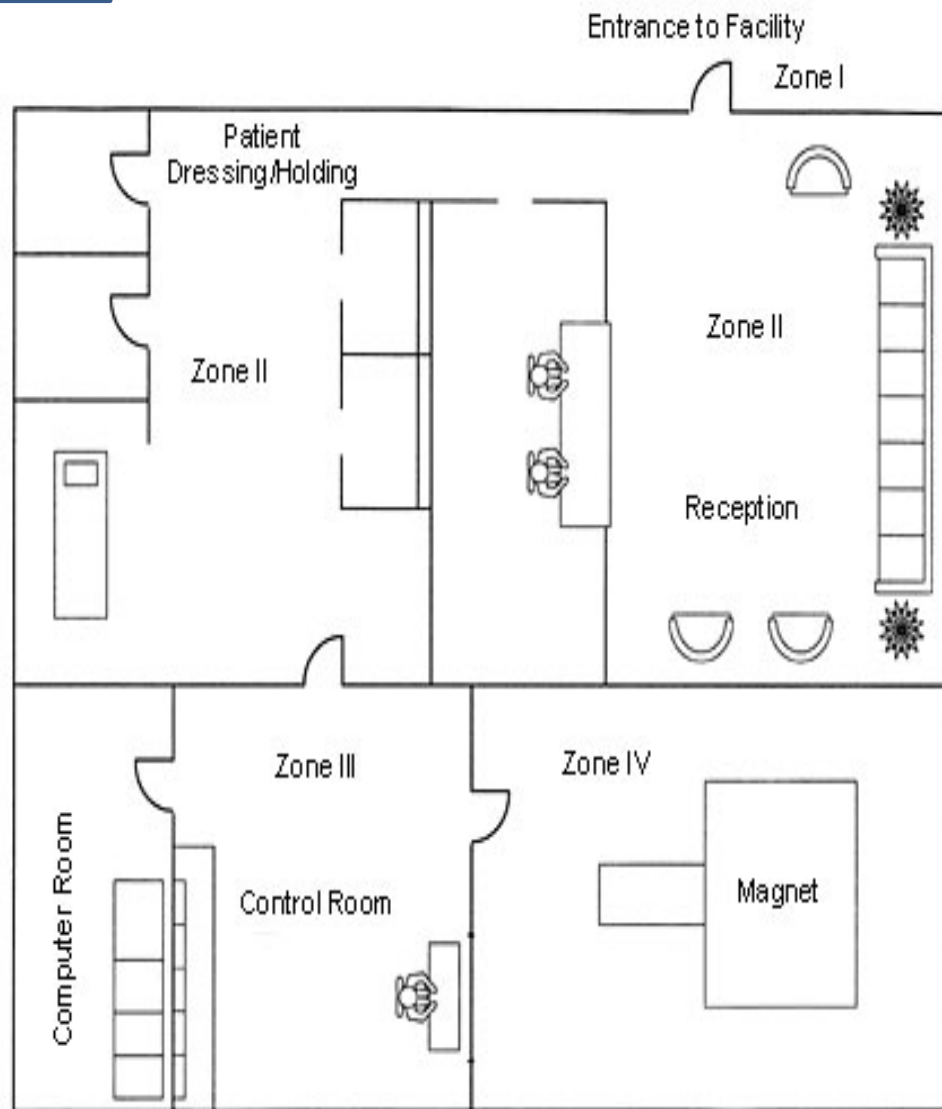 Entrance to Facility
Zone I
Patient
Dressing/Holding
Zone II
Zone II
Reception
Zone III
Zone IV
Computer Room
Control Room
Magnet